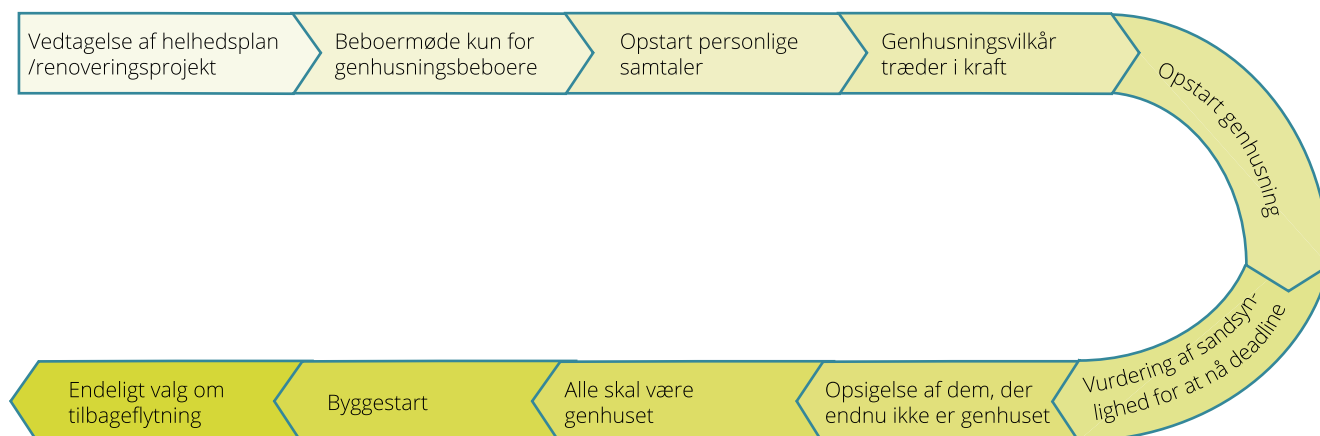 Vedtagelse af helhedsplan
/renoveringsprojekt
Beboermøde kun for
genhusningsbeboere
Opstart personlige
samtaler
Genhusningsvilkår
træder i kraft
Opstart genhusning
Vurdering af sandsyn-
lighed for at nå deadline
Opsigelse af dem, der
endnu ikke er genhuset
Alle skal være
genhuset
Byggestart
Endeligt valg om
tilbageflytning